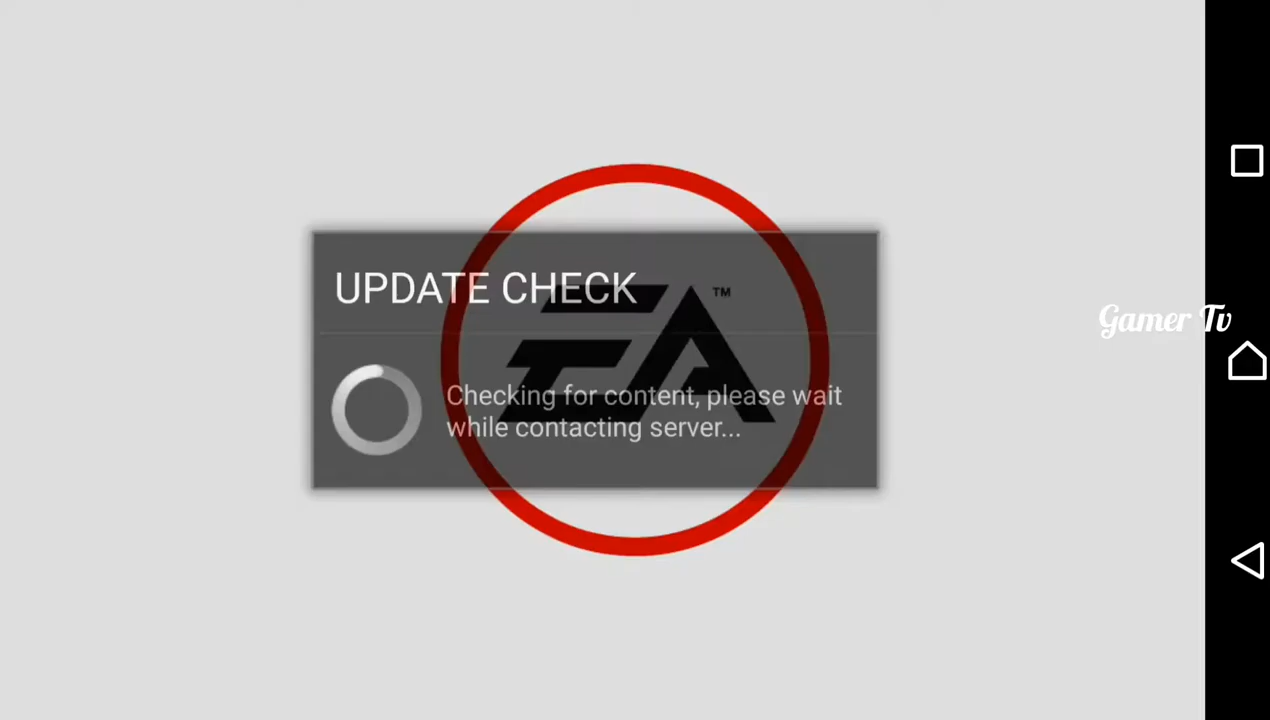 UPDATE CHECK
EA™
Checking for content, please wait
while contacting server...
Gamer Tv